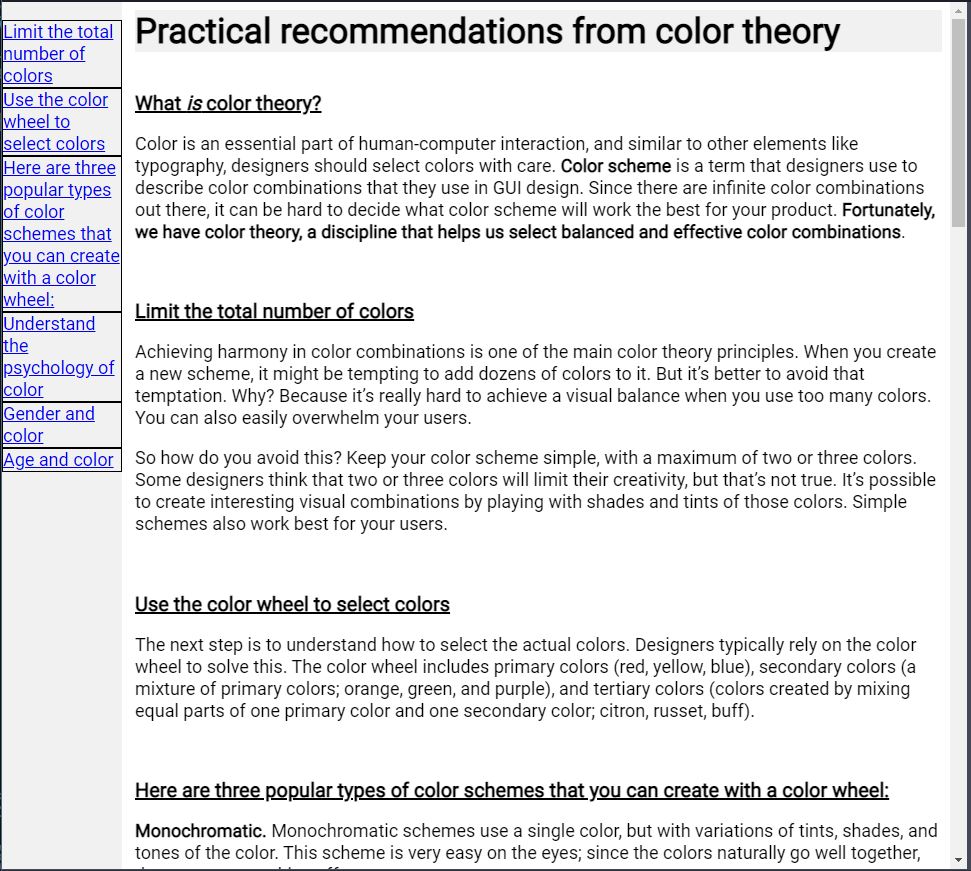 Limit the total
number of
colors
Use the color
wheel to
select colors
Here are three
popular types
of color
schemes that
you can create
with a color
wheel:
Understand
the
psychology of
color
Gender and
color
Age and color
Practical recommendations from color theory
What is color theory?
Color is an essential part of human-computer interaction, and similar to other elements like
typography, designers should select colors with care. Color scheme is a term that designers use to
describe color combinations that they use in GUI design. Since there are infinite color combinations
out there, it can be hard to decide what color scheme will work the best for your product. Fortunately,
we have color theory, a discipline that helps us select balanced and effective color combinations.
Limit the total number of colors
Achieving harmony in color combinations is one of the main color theory principles. When you create
a new scheme, it might be tempting to add dozens of colors to it. But it’s better to avoid that
temptation. Why? Because it’s really hard to achieve a visual balance when you use too many colors.
You can also easily overwhelm your users.
So how do you avoid this? Keep your color scheme simple, with a maximum of two or three colors.
Some designers think that two or three colors will limit their creativity, but that’s not true. It’s possible
to create interesting visual combinations by playing with shades and tints of those colors. Simple
schemes also work best for your users.
Use the color wheel to select colors
The next step is to understand how to select the actual colors. Designers typically rely on the color
wheel to solve this. The color wheel includes primary colors (red, yellow, blue), secondary colors (a
mixture of primary colors; orange, green, and purple), and tertiary colors (colors created by mixing
equal parts of one primary color and one secondary color; citron, russet, buff).
Here are three popular types of color schemes that you can create with a color wheel:
Monochromatic. Monochromatic schemes use a single color, but with variations of tints, shades, and
tones of the color. This scheme is very easy on the eyes; since the colors naturally go well together,